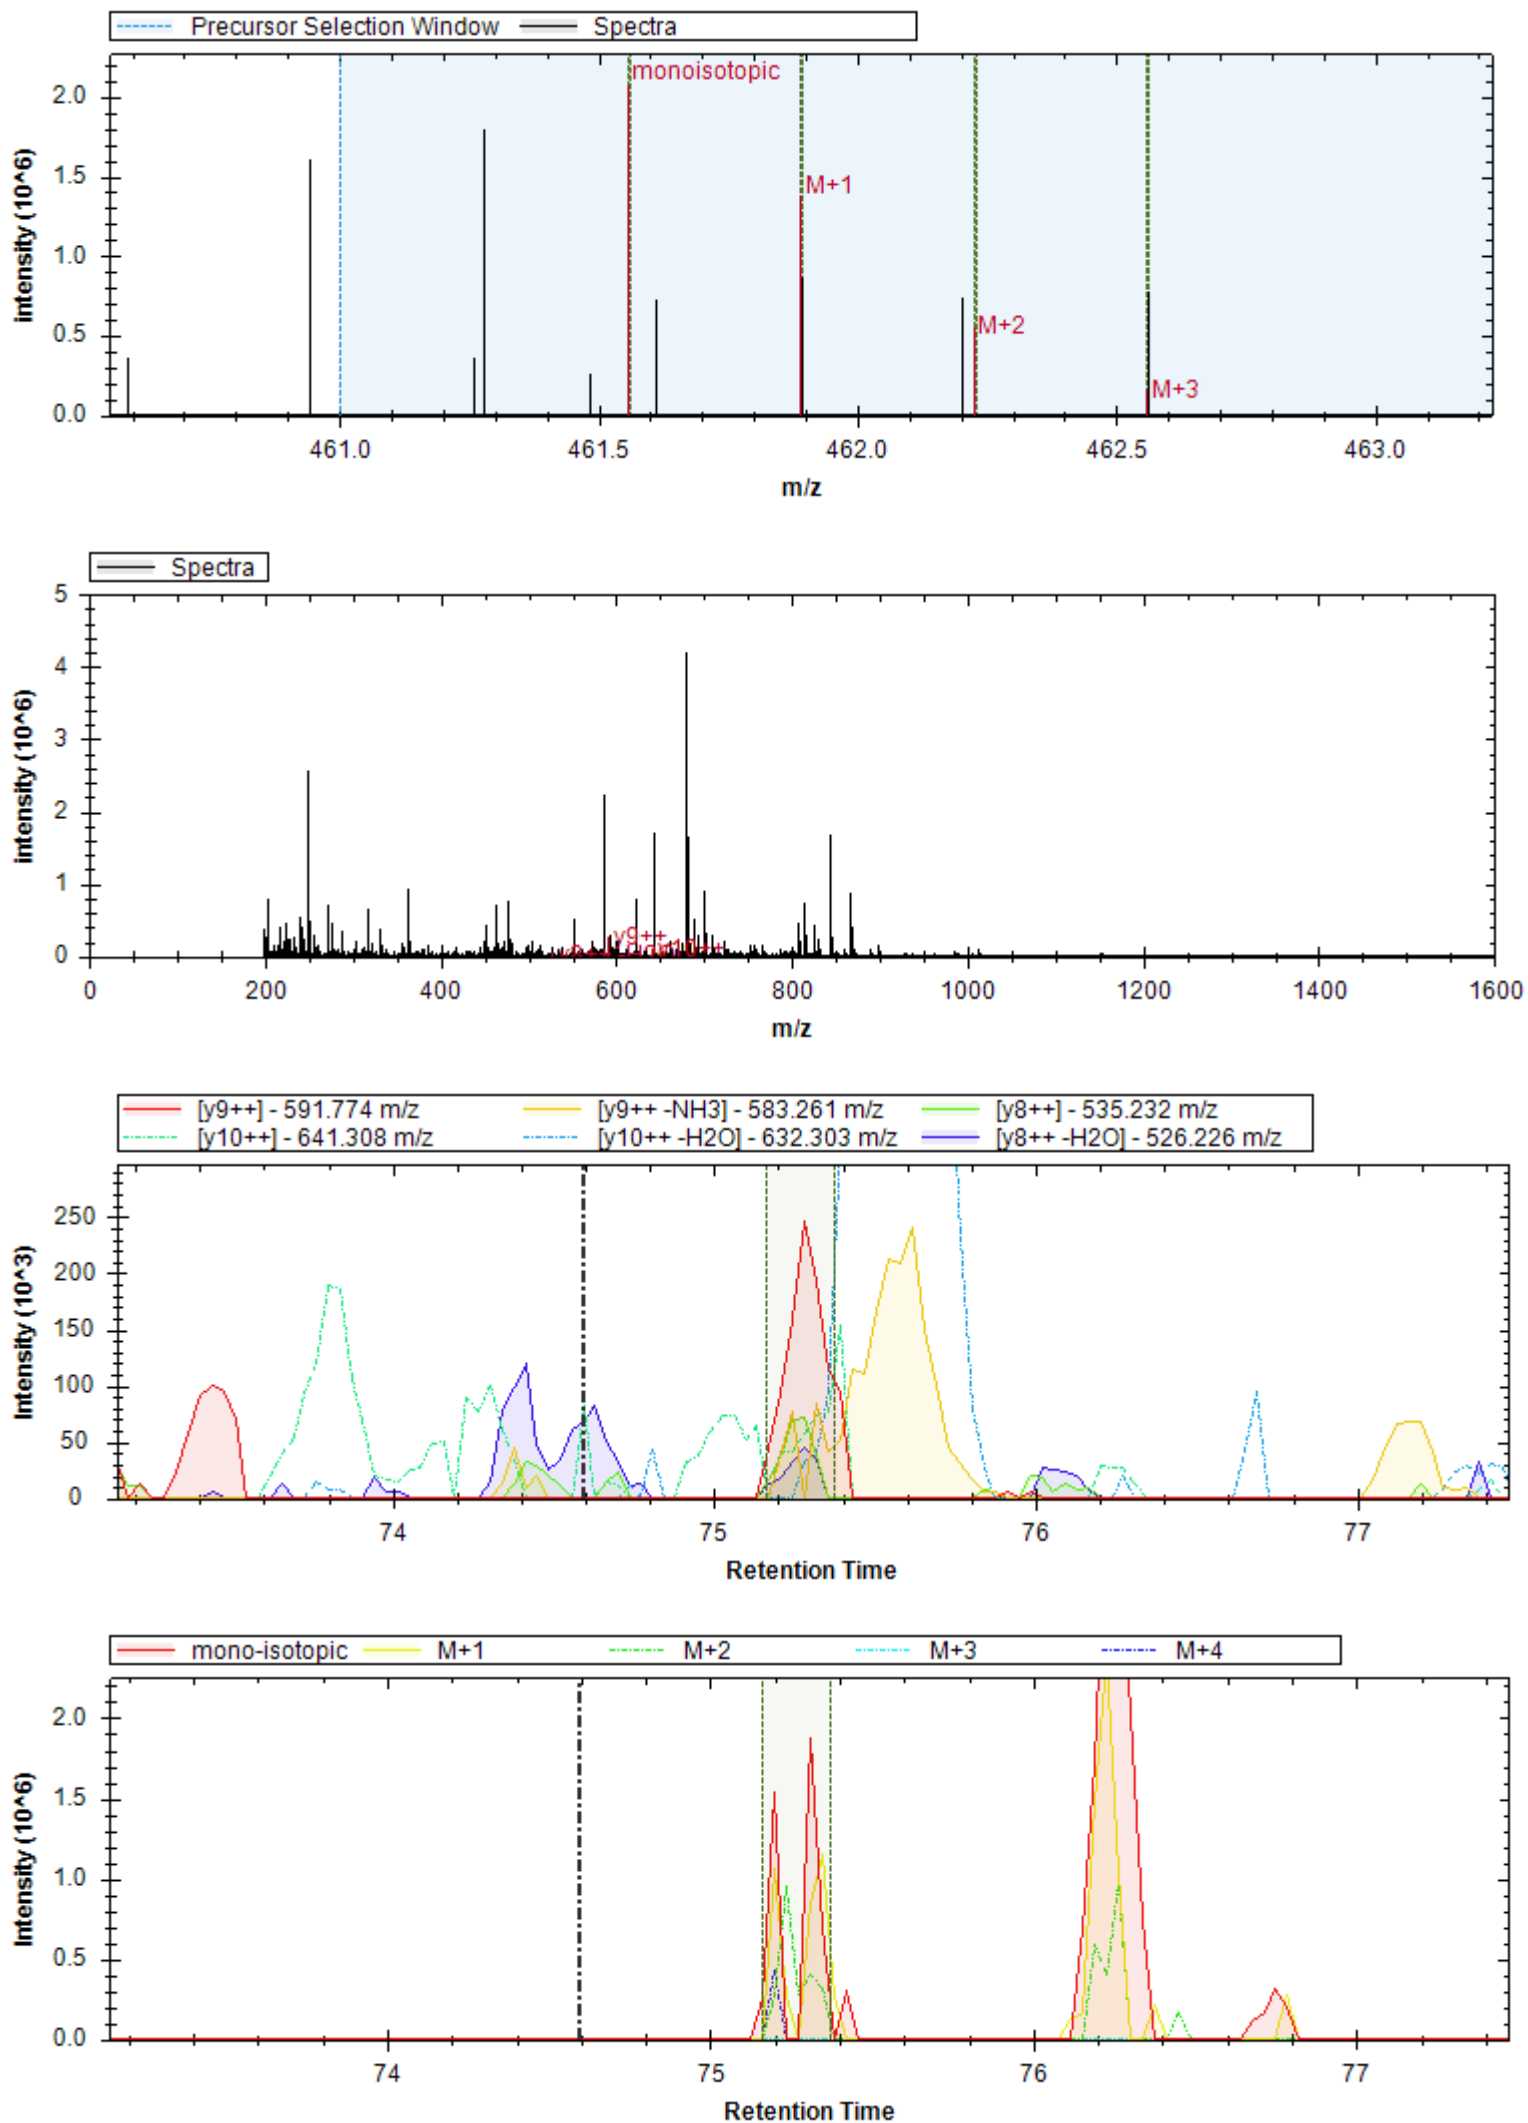 Precursor Selection Window Spectra
intensity (10^6)
2.0
1.5
1.0
0.5
0.0
monoisotopic
M+1
M+2
M+3
461.0 461.5 462.0 462.5 463.0
m/z
Spectra
intensity (10^6)
5
4
3
2
1
0
y9++
0 200 400 600 800 1000 1200 1400 1600
m/z
[y9++] - 591.774 m/z [y9++ -NH3] - 583.261 m/z [y8++] - 535.232 m/z
[y10++] - 641.308 m/z [y10++ -H2O] - 632.303 m/z [y8++ -H2O] - 526.226 m/z
Intensity (10^3)
250
200
150
100
50
0
74 75 76 77
Retention Time
mono-isotopic M+1 M+2 M+3 M+4
Intensity (10^6)
2.0
1.5
1.0
0.5
0.0
74 75 76 77
Retention Time